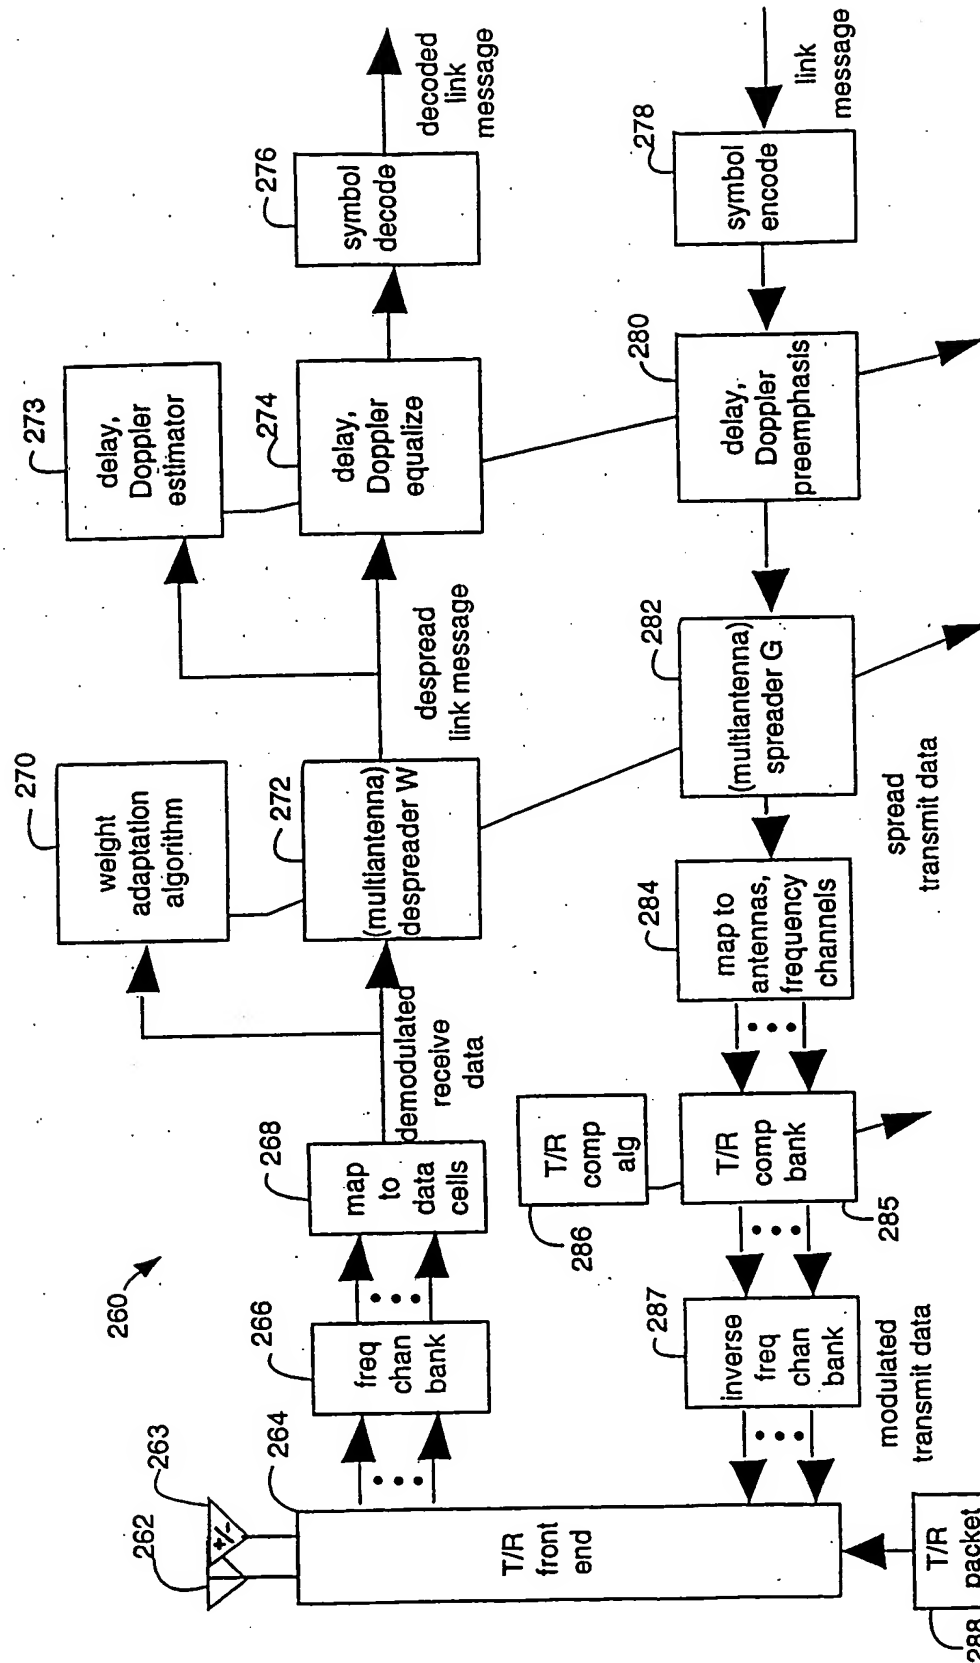 260
262
263
+/-
264
T/R
front
end
266
freq
chan
bank
268
map
to
data
cells
demodulated
receive
data
270
weight
adaptation
algorithm
272
(multiantenna)
despreader W
despread
link message
273
delay,
Doppler
estimator
274
delay,
Doppler
equalize
276
symbol
decode
decoded
link
message
288
T/R
packet
287
inverse
freq
chan
bank
modulated
transmit data
286
T/R
comp
alg
285
T/R
comp
bank
284
map to
antennas,
frequency
channels
spread
transmit data
282
(multiantenna)
spreader G
280
delay,
Doppler
preemphasis
278
symbol
encode
link
message